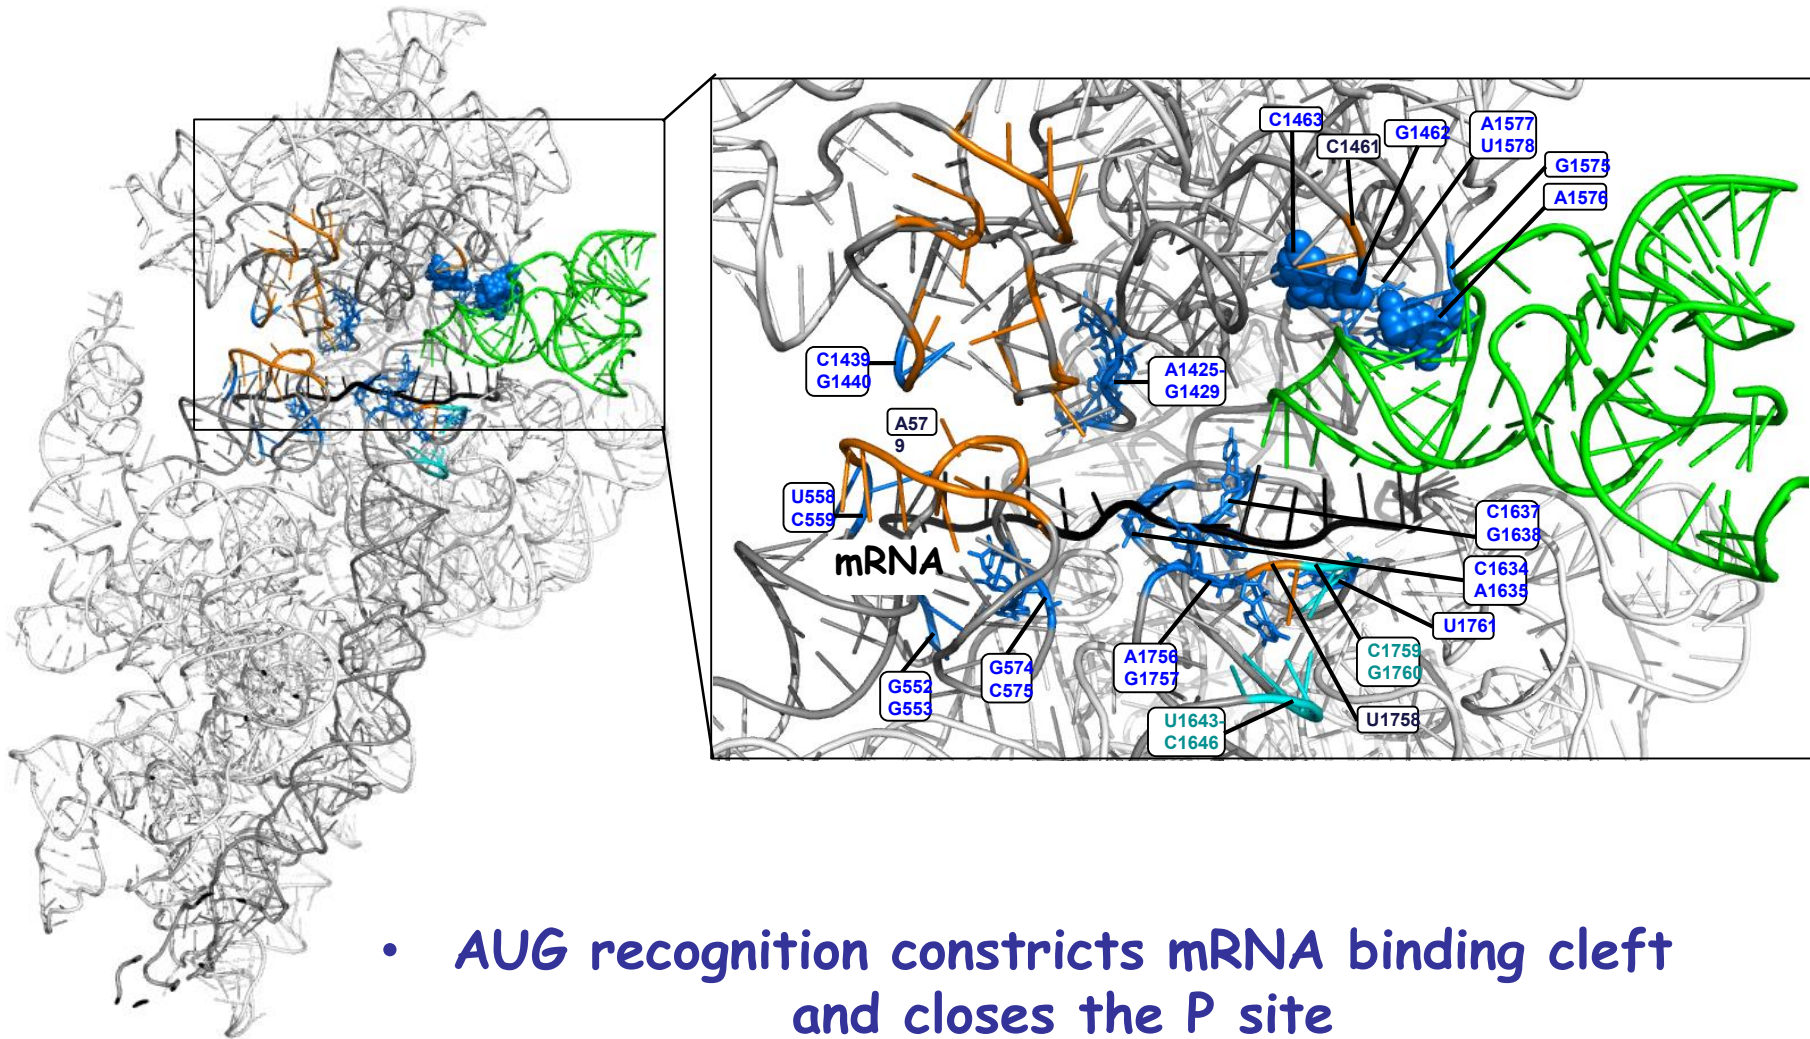 C1463
C1461
G1462
A1577
U1578
G1575
A1576
C1439
G1440
A1425-
G1429
A57
9
U558
C559
mRNA
C1637
G1638
C1634
A1635
U1761
C1759
G1760
A1756
G1757
G574
C575
G552
G553
U1643-
C1646
U1758
• AUG recognition constricts mRNA binding cleft
and closes the P site